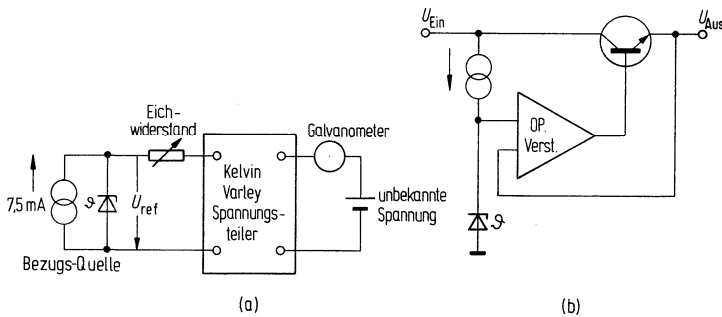 Eich-
widerstand
7,5 mA
ϑ
U_ref
Bezugs-Quelle
Kelvin
Varley
Spannungs-
teiler
Galvanometer
unbekannte
Spannung
(a)
U_Ein
U_Aus
OP.
Verst.
ϑ
(b)